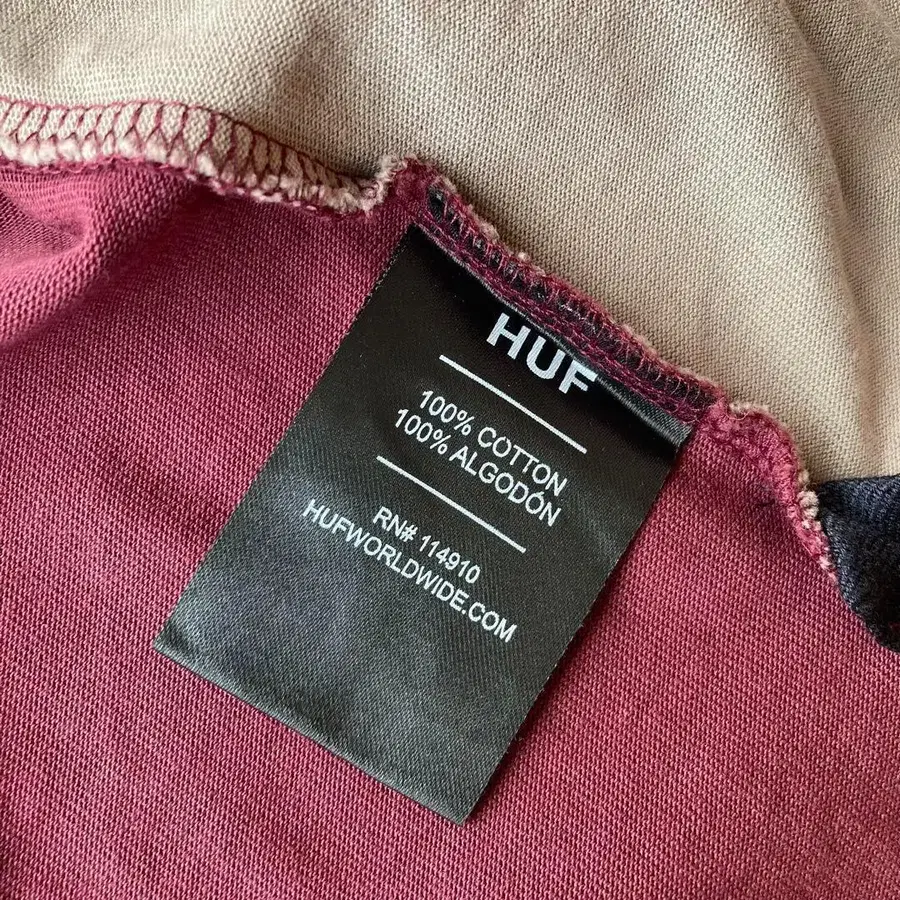 HUF
100% COTTON
100% ALGODÓN
RN# 114910
HUFWORLDWIDE.COM